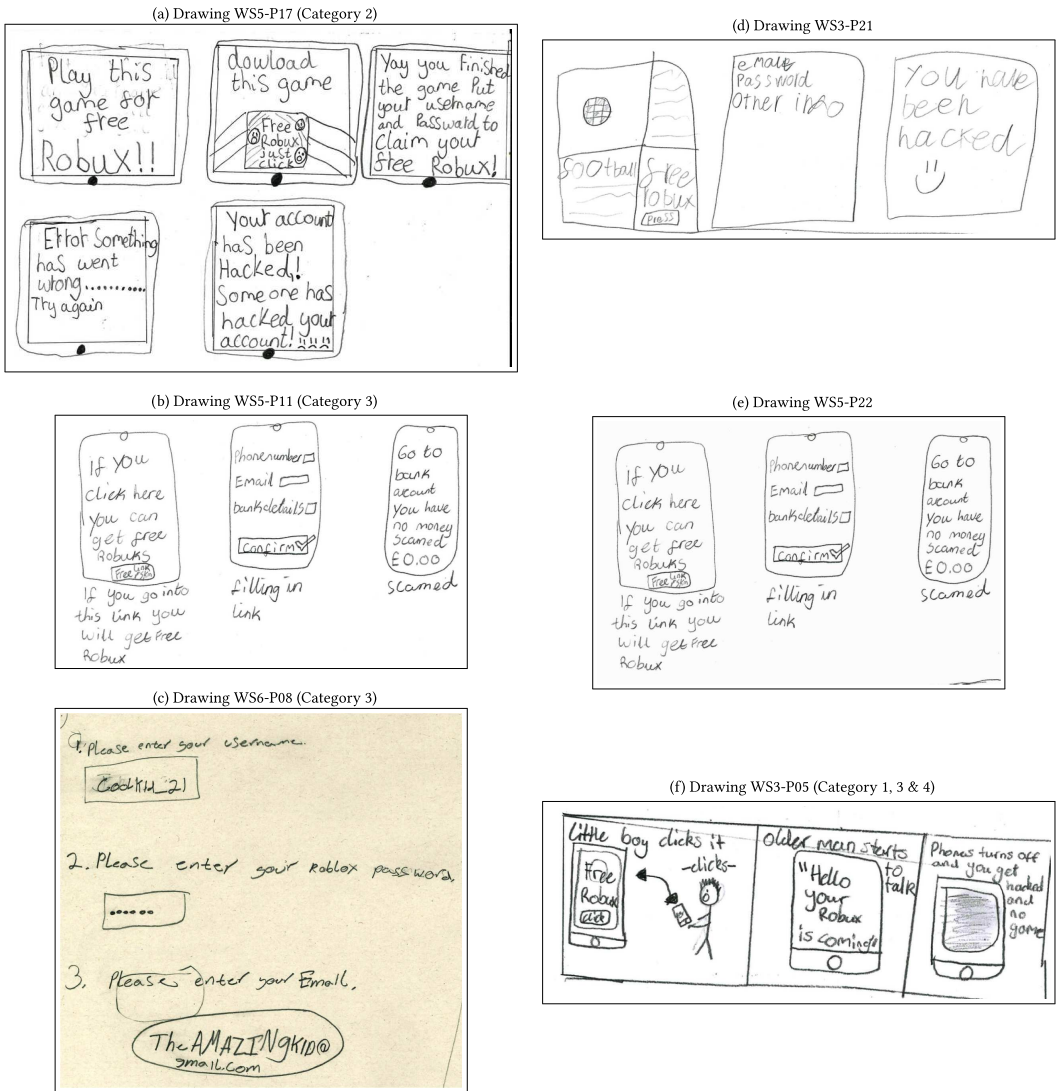 (a) Drawing WS5-P17 (Category 2)
Play this
game for
free
Robux!!
dowload
this game
Free
Robux
just
click
Yay you finished
the game Put
your username
and Password to
claim your
free Robux!
Error Something
has went
wrong...........
Try again
Your account
has been
Hacked,!
Someone has
hacked your
account!
(d) Drawing WS3-P21
football
free
robux
press
Password
Other info
You have
been
hacked
(b) Drawing WS5-P11 (Category 3)
If you
click here
you can
get free
Robuks
Free
If you go into
this link you
will get free
Robux
Phonenumber
Email
bankdetails
Confirm
filling in
link
Go to
bank
acount
you have
no money
scamed
£0.00
scamed
(e) Drawing WS5-P22
If you
click here
you can
get free
Robuks
Free
If you go into
this link you
will get free
Robux
Phonenumber
Email
bankdetails
Confirm
filling in
link
Go to
bank
acount
you have
no money
scamed
£0.00
scamed
(c) Drawing WS6-P08 (Category 3)
1. Please enter your username.
CoolKid_21
2. Please enter your Roblox password.
••••••
3. Please enter your Email.
TheAMAZINgKID@
gmail.com
(f) Drawing WS3-P05 (Category 1, 3 & 4)
Little boy clicks it
Free
Robux
click
-clicks-
Older man starts
to
talk
"Hello
your
Robux
is coming"
Phones turns off
and you get
hacked
and
no
game